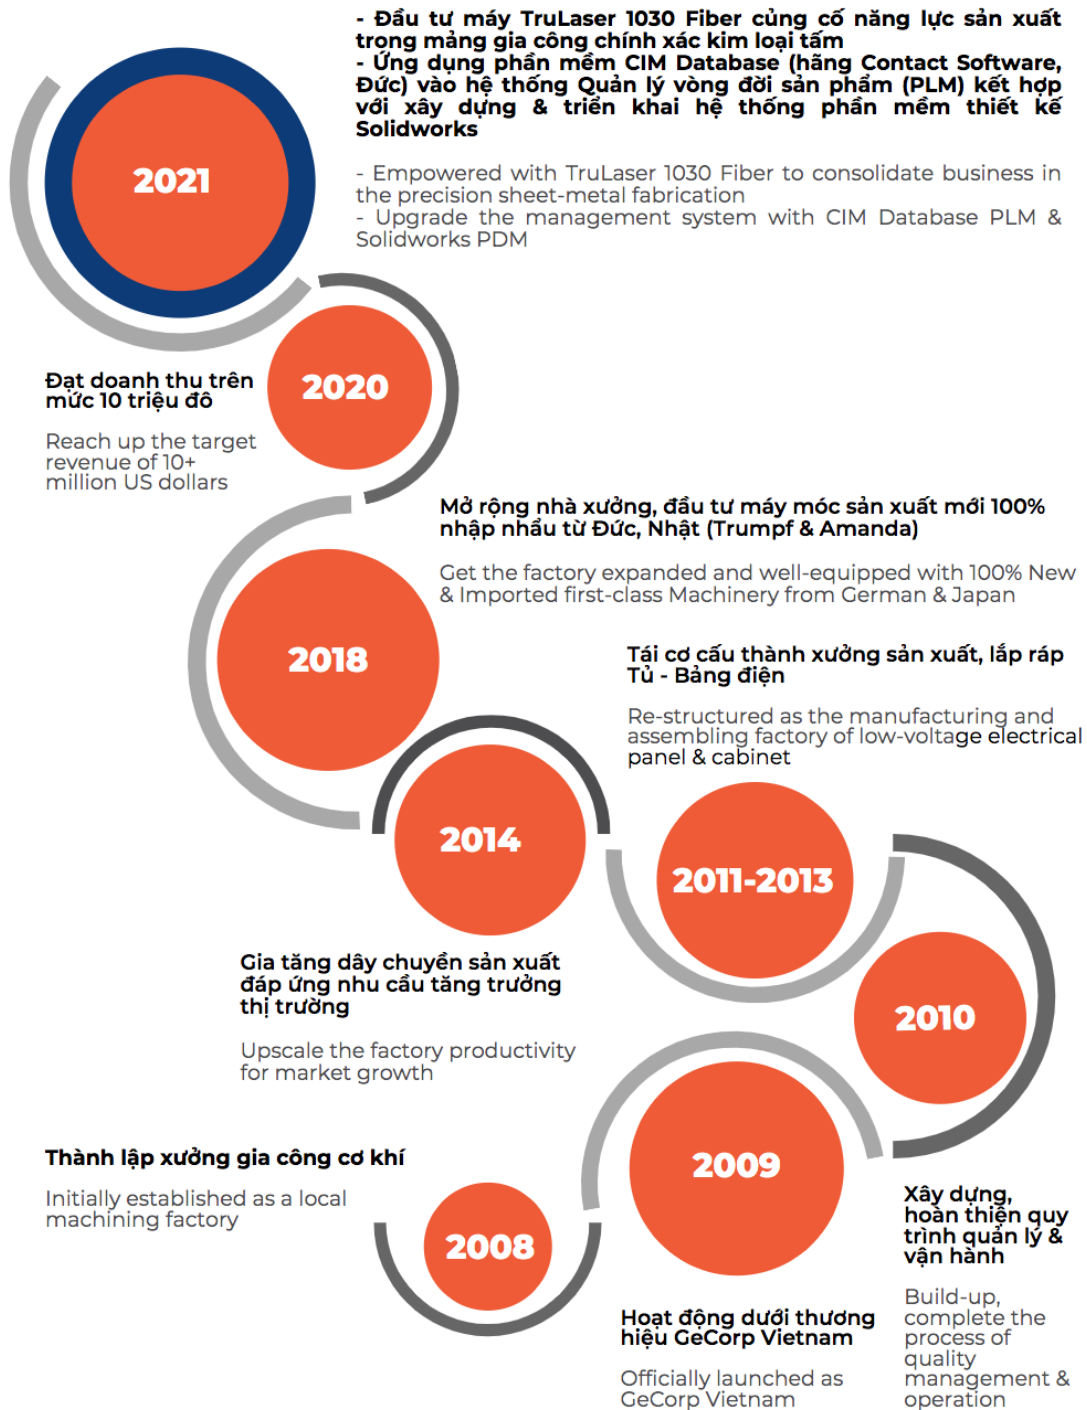 - Đầu tư máy TruLaser 1030 Fiber củng cố năng lực sản xuất
trong mảng gia công chính xác kim loại tấm
- Ứng dụng phần mềm CIM Database (hãng Contact Software,
Đức) vào hệ thống Quản lý vòng đời sản phẩm (PLM) kết hợp
với xây dựng & triển khai hệ thống phần mềm thiết kế
Solidworks
- Empowered with TruLaser 1030 Fiber to consolidate business in
the precision sheet-metal fabrication
- Upgrade the management system with CIM Database PLM &
Solidworks PDM
2021
2020
Đạt doanh thu trên
mức 10 triệu đô
Reach up the target
revenue of 10+
million US dollars
Mở rộng nhà xưởng, đầu tư máy móc sản xuất mới 100%
nhập nhẩu từ Đức, Nhật (Trumpf & Amanda)
Get the factory expanded and well-equipped with 100% New
& Imported first-class Machinery from German & Japan
2018
Tái cơ cấu thành xưởng sản xuất, lắp ráp
Tủ - Bảng điện
Re-structured as the manufacturing and
assembling factory of low-voltage electrical
panel & cabinet
2014
2011-2013
Gia tăng dây chuyền sản xuất
đáp ứng nhu cầu tăng trưởng
thị trường
Upscale the factory productivity
for market growth
2010
Thành lập xưởng gia công cơ khí
Initially established as a local
machining factory
2009
2008
Xây dựng,
hoàn thiện quy
trình quản lý &
vận hành
Build-up,
complete the
process of
quality
management &
operation
Hoạt động dưới thương
hiệu GeCorp Vietnam
Officially launched as
GeCorp Vietnam